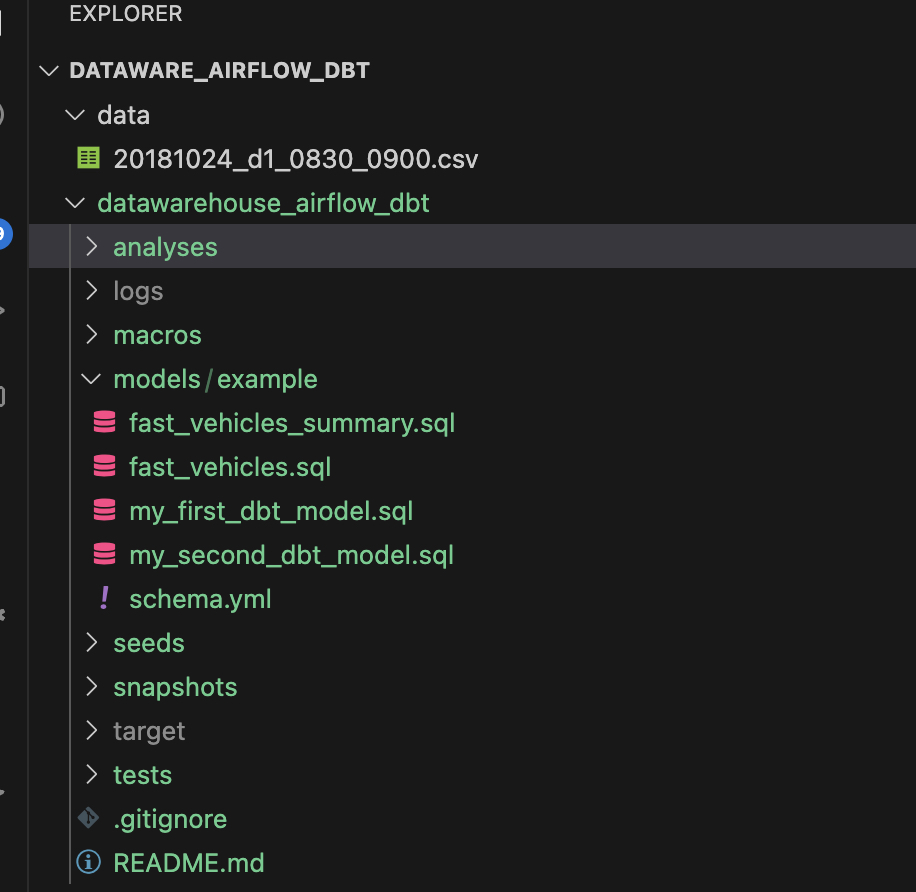 EXPLORER
DATAWARE_AIRFLOW_DBT
data
20181024_d1_0830_0900.csv
datawarehouse_airflow_dbt
analyses
logs
macros
models/example
fast_vehicles_summary.sql
fast_vehicles.sql
my_first_dbt_model.sql
my_second_dbt_model.sql
! schema.yml
seeds
snapshots
target
tests
.gitignore
README.md